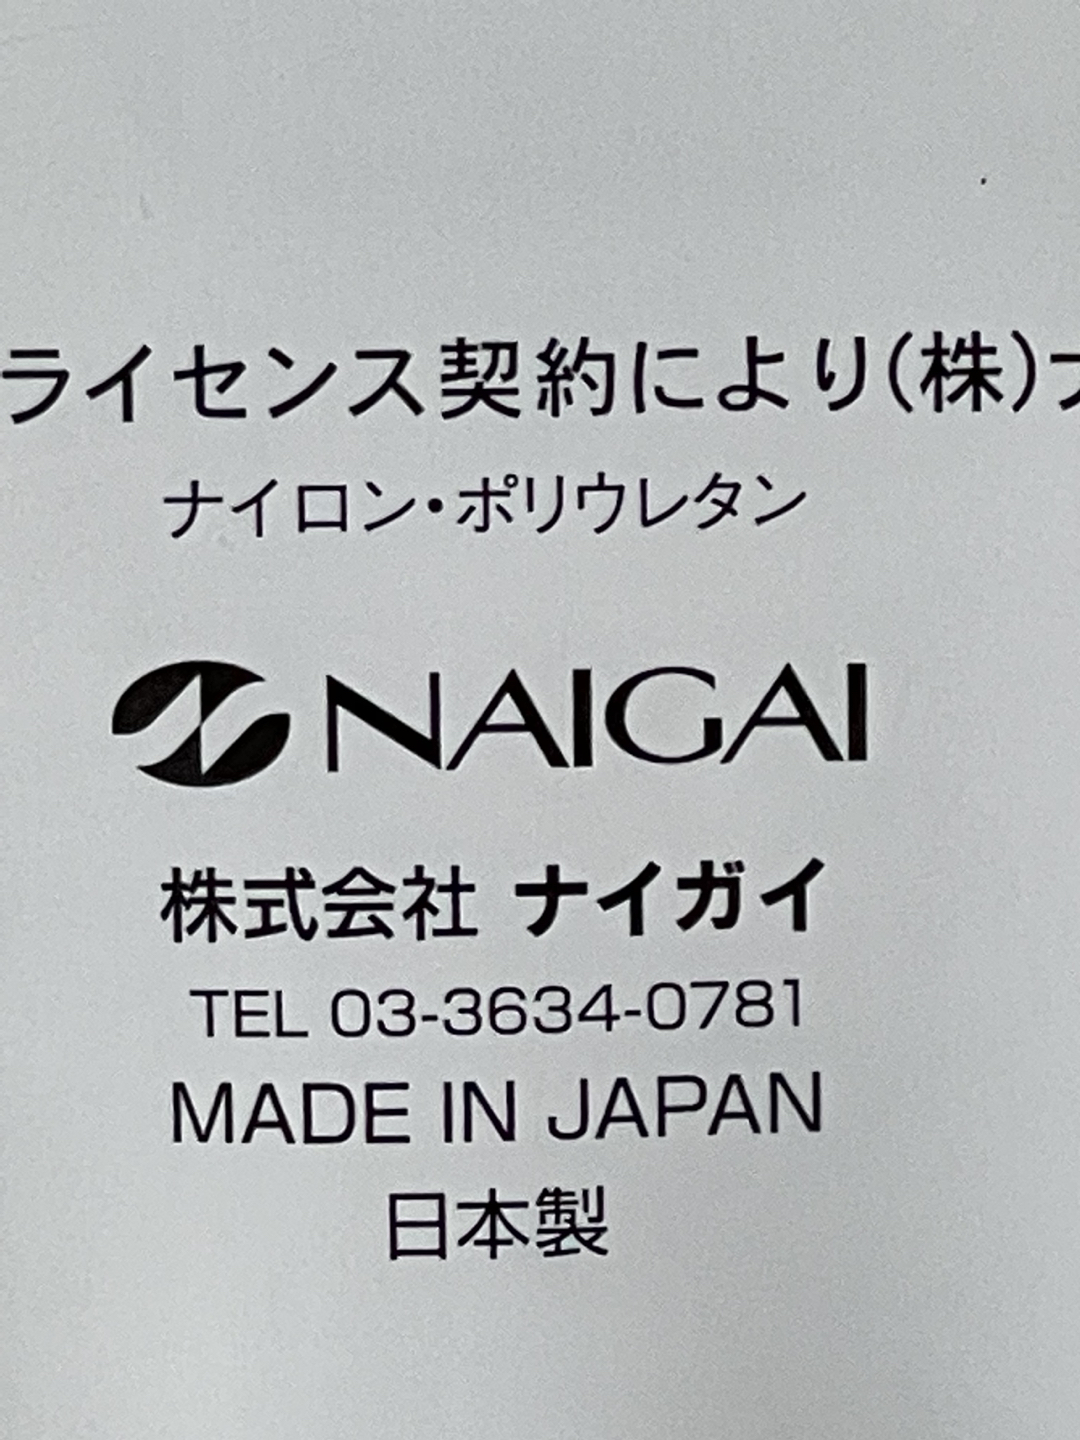 ライセンス契約により(株)
ナイロン・ポリウレタン
NAIGAI
株式会社 ナイガイ
TEL 03-3634-0781
MADE IN JAPAN
日本製